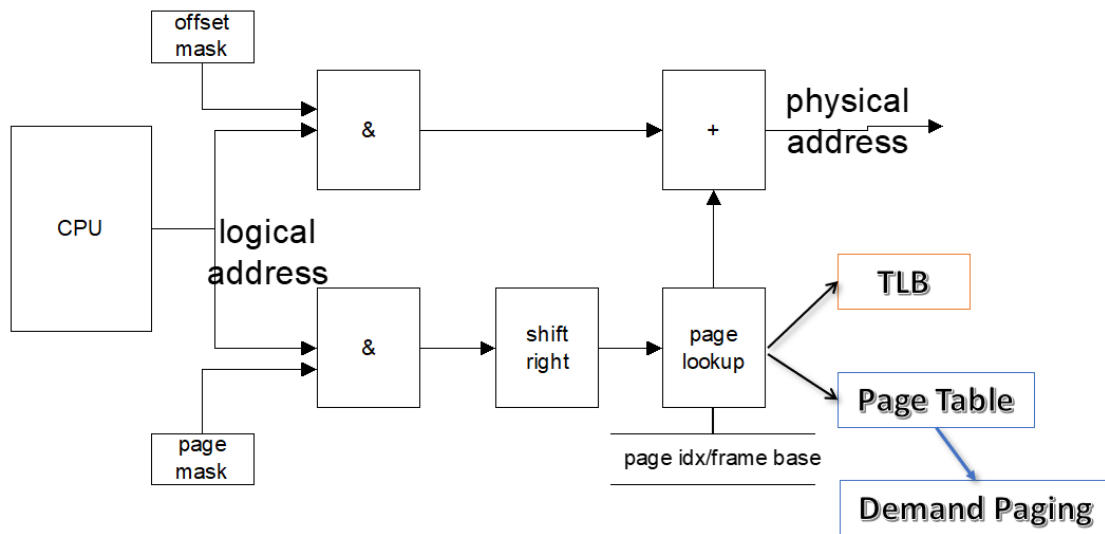 offset
mask
&
+
physical
address
CPU
logical
address
TLB
&
shift
right
page
lookup
Page Table
page
mask
page idx/frame base
Demand Paging